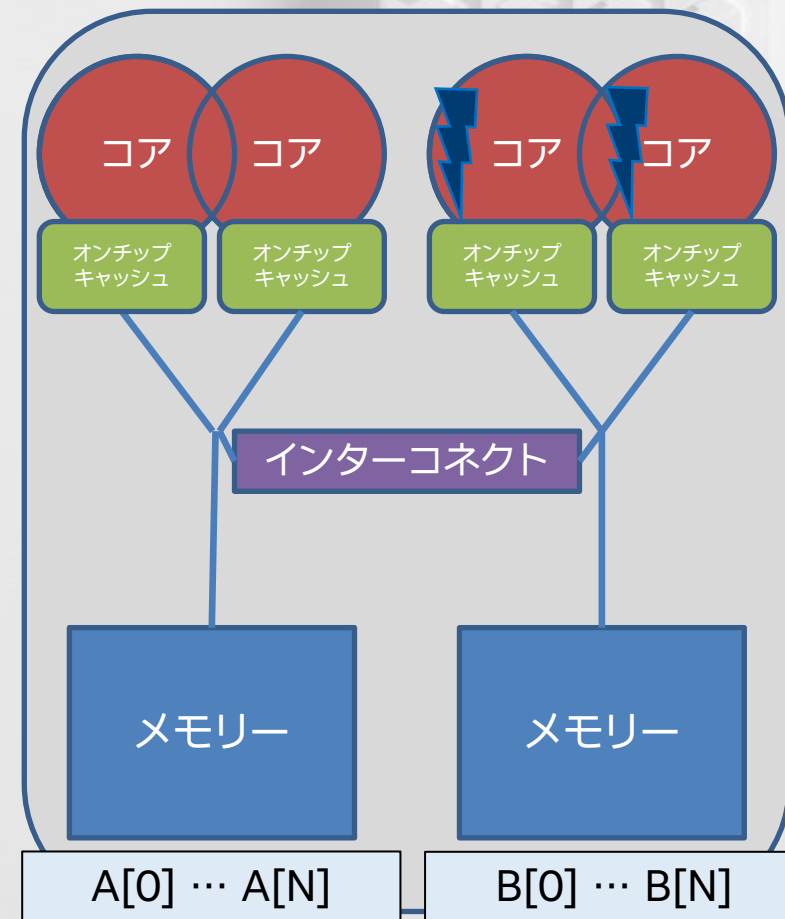 コア コア コア コア
オンチップ
キャッシュ
オンチップ
キャッシュ
オンチップ
キャッシュ
オンチップ
キャッシュ
インターコネクト
メモリー メモリー
A[0] … A[N] B[0] … B[N]